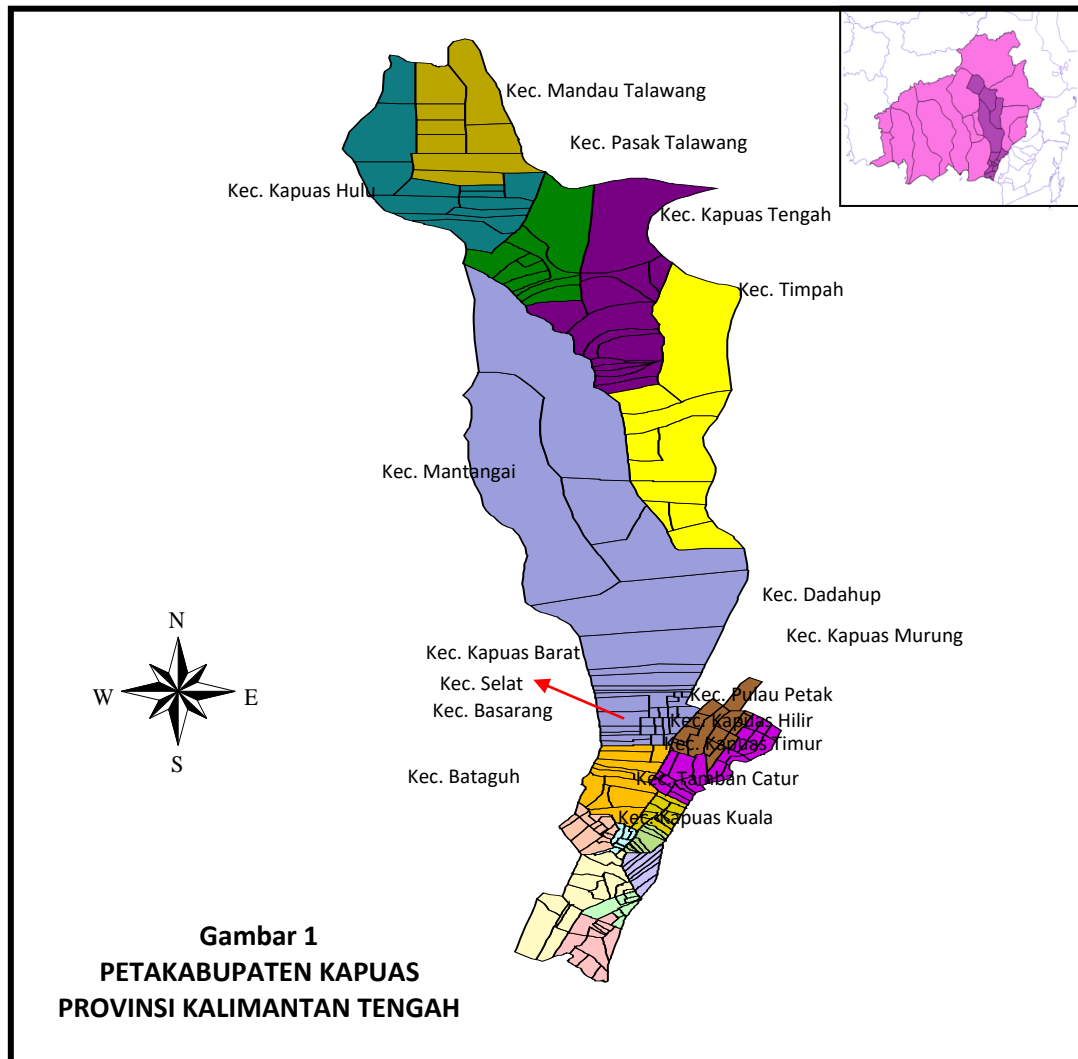 Kec. Mandau Talawang
Kec. Pasak Talawang
Kec. Kapuas Hulu
Kec. Kapuas Tengah
Kec. Timpah
Kec. Mantangai
Kec. Dadahup
Kec. Kapuas Murung
Kec. Kapuas Barat
Kec. Selat
Kec. Pulau Petak
Kec. Basarang
Kec. Kapuas Hilir
Kec. Kapuas Timur
Kec. Bataguh
Kec. Tamban Catur
Kec. Kapuas Kuala
N
W
E
S
Gambar 1
PETAKABUPATEN KAPUAS
PROVINSI KALIMANTAN TENGAH